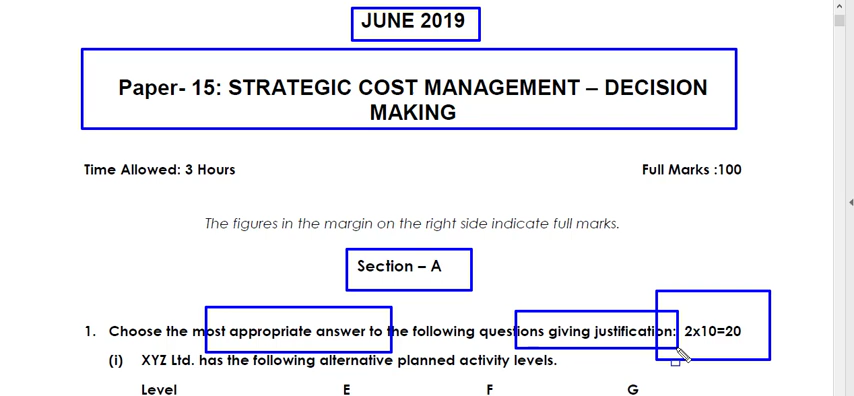 JUNE 2019
Paper- 15: STRATEGIC COST MANAGEMENT – DECISION
MAKING
Time Allowed: 3 Hours Full Marks :100
The figures in the margin on the right side indicate full marks.
Section – A
1. Choose the most appropriate answer to the following questions giving justification: 2x10=20
(i) XYZ Ltd. has the following alternative planned activity levels.
Level E F G